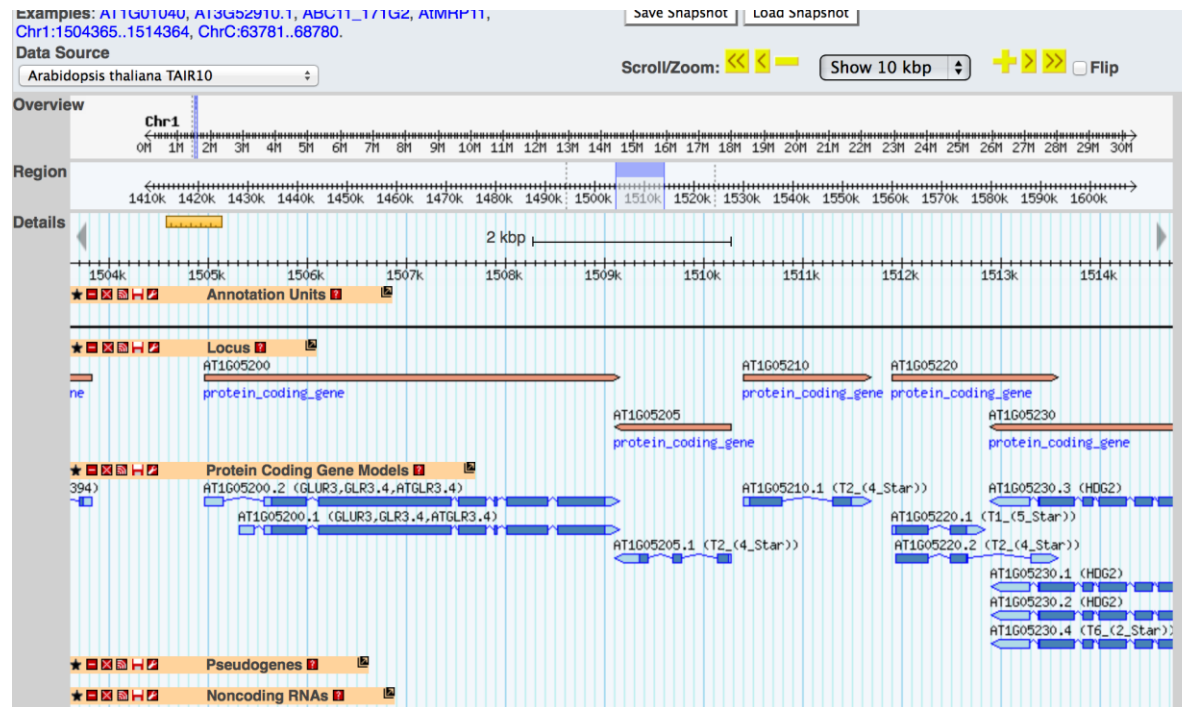 Examples: AT1G01040, AT3G52910.1, ABC11_171G2, AtMRP11,
Chr1:1504365..1514364, ChrC:63781..68780.
Save Snapshot Load Snapshot
Data Source
Arabidopsis thaliana TAIR10
Scroll/Zoom: << < Show 10 kbp > >> Flip
Overview
Chr1
0M 1M 2M 3M 4M 5M 6M 7M 8M 9M 10M 11M 12M 13M 14M 15M 16M 17M 18M 19M 20M 21M 22M 23M 24M 25M 26M 27M 28M 29M 30M
Region
1410k 1420k 1430k 1440k 1450k 1460k 1470k 1480k 1490k 1500k 1510k 1520k 1530k 1540k 1550k 1560k 1570k 1580k 1590k 1600k
Details
2 kbp
1504k 1505k 1506k 1507k 1508k 1509k 1510k 1511k 1512k 1513k 1514k
Annotation Units ?
Locus ?
AT1G05200 AT1G05210 AT1G05220
ne protein_coding_gene protein_coding_gene protein_coding_gene
AT1G05205 AT1G05230
protein_coding_gene protein_coding_gene
Protein Coding Gene Models ?
394) AT1G05200.2 (GLUR3,GLR3.4,ATGLR3.4) AT1G05210.1 (T2_(4_Star)) AT1G05230.3 (HDG2)
AT1G05200.1 (GLUR3,GLR3.4,ATGLR3.4) AT1G05220.1 (T1_(5_Star))
AT1G05205.1 (T2_(4_Star)) AT1G05220.2 (T2_(4_Star))
AT1G05230.1 (HDG2)
AT1G05230.2 (HDG2)
AT1G05230.4 (T6_(2_Star))
Pseudogenes ?
Noncoding RNAs ?